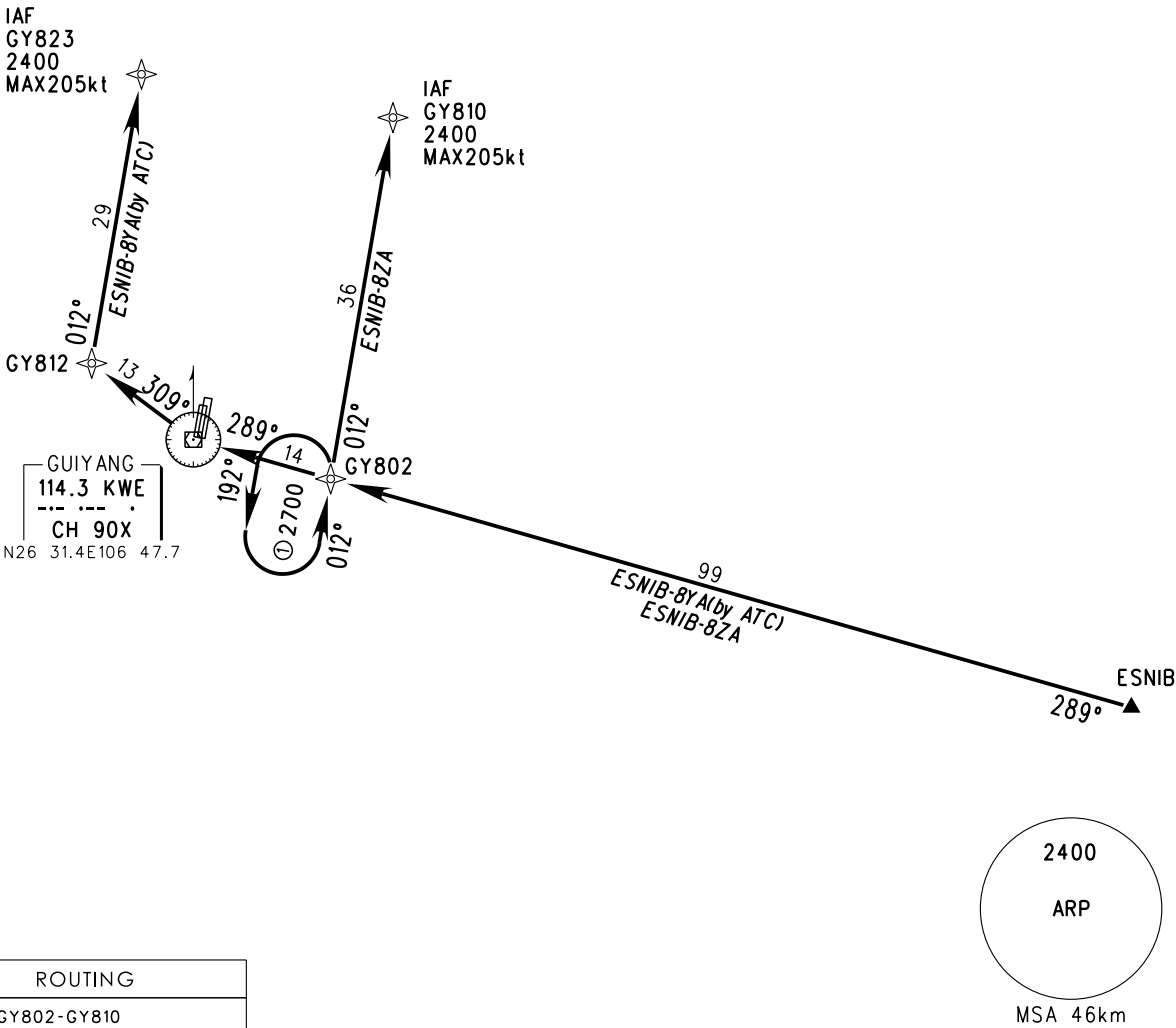 IAF
GY823
2400
MAX205kt
IAF
GY810
2400
MAX205kt
29
ESNIB-8YA(by ATC)
012°
36
ESNIB-8ZA
012°
GY812
13
309°
289°
14
GY802
192°
① 2700
012°
GUIYANG
114.3 KWE
-·- ·-- ·
CH 90X
N26 31.4E106 47.7
99
ESNIB-8YA(by ATC)
ESNIB-8ZA
ESNIB
289°
2400
ARP
MSA 46km
ROUTING
GY802-GY810